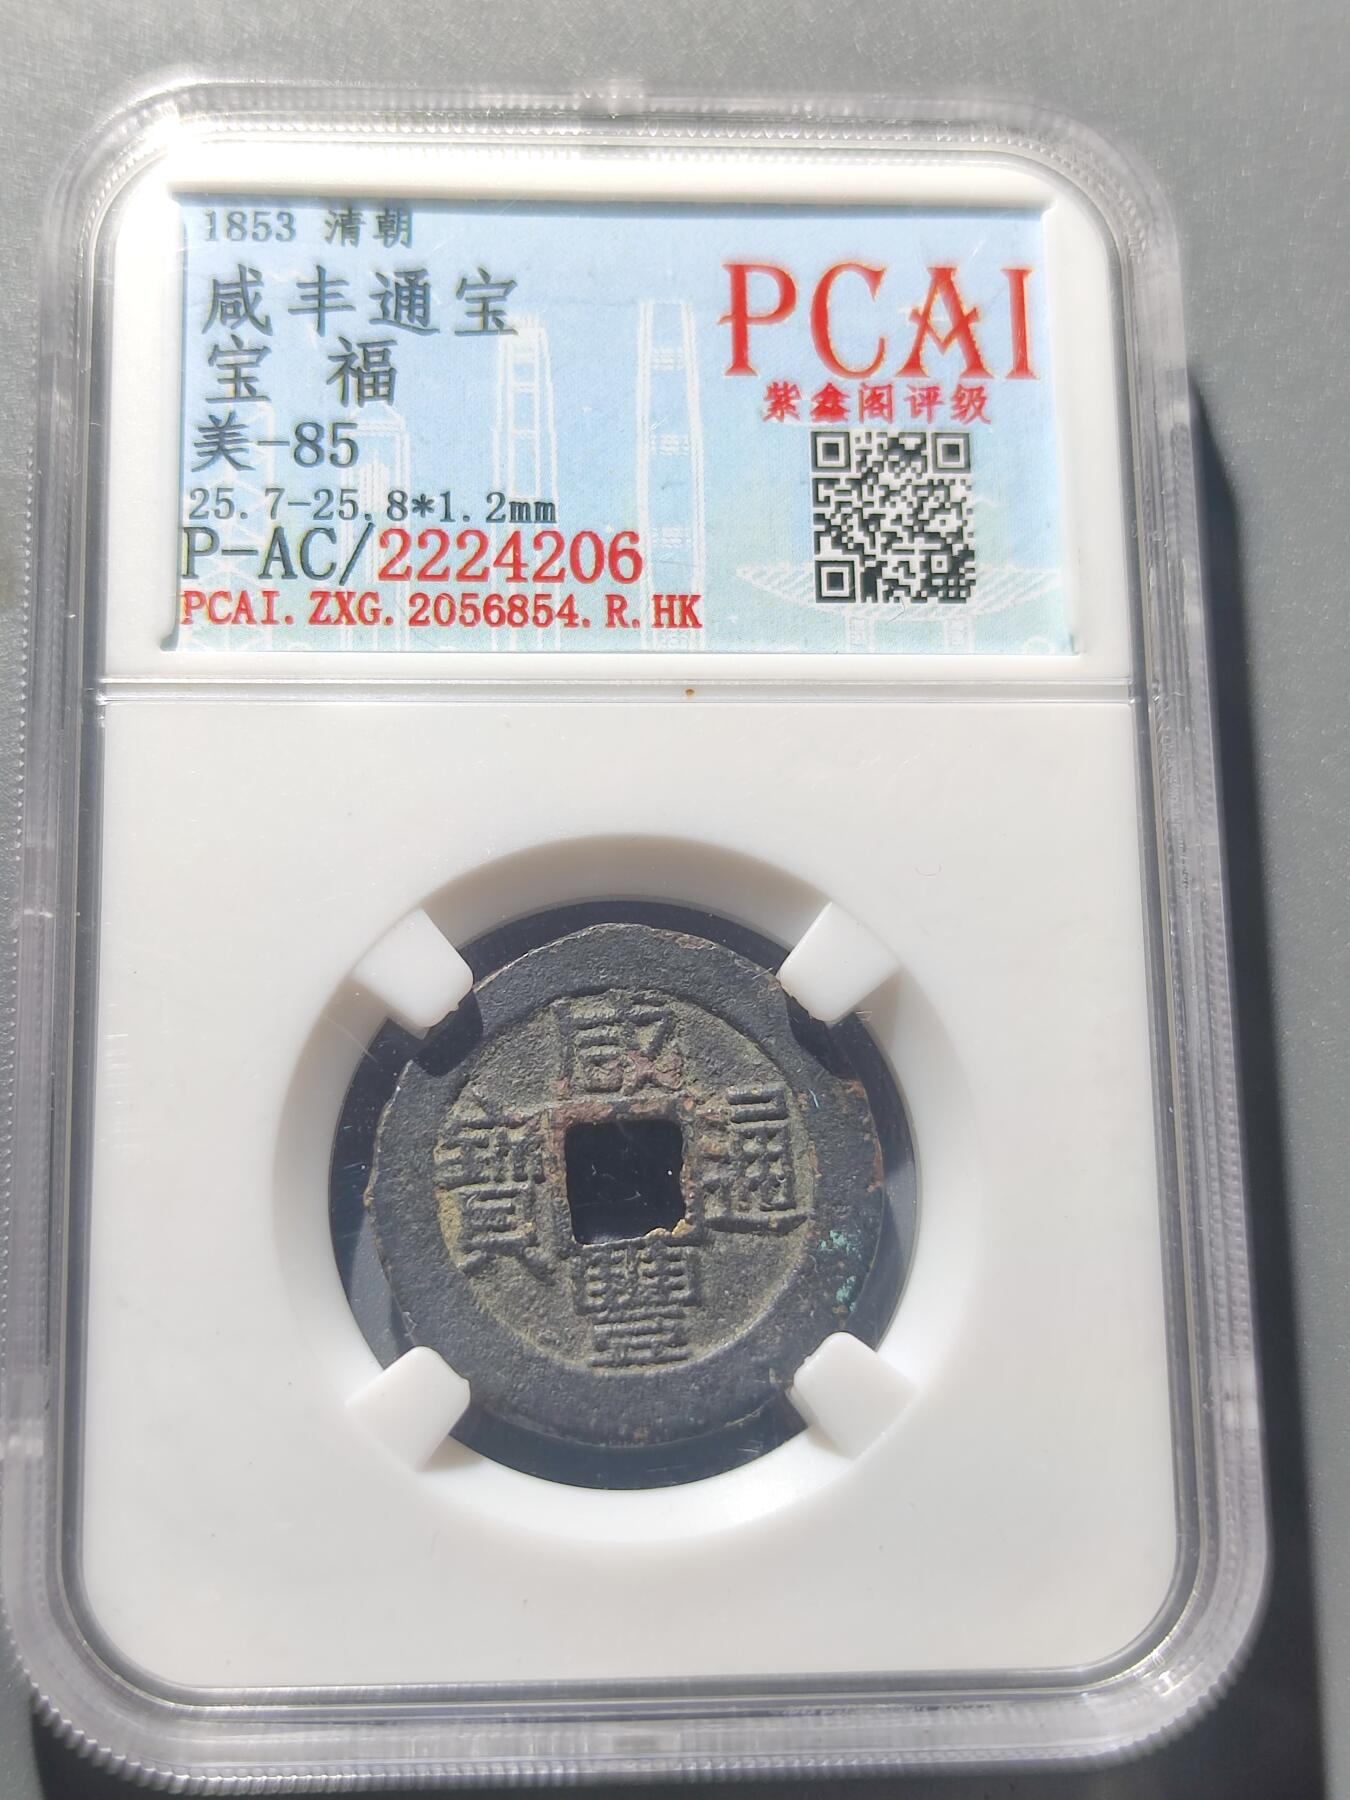 1853 清朝
咸丰通宝
宝 福
美-85
25.7-25.8*1.2mm
P-AC/2224206
PCAI.ZXG.2056854.R.HK
PCAI
紫鑫阁评级
咸
豐
通
寶